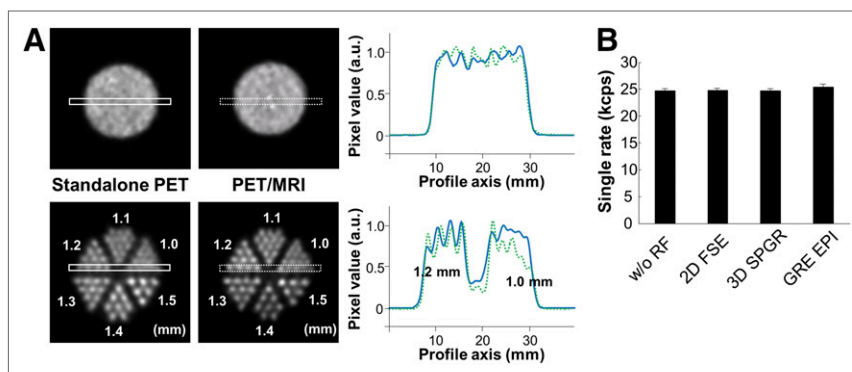 A
Standalone PET
PET/MRI
1.1
1.2
1.0
1.3
1.5
1.4
(mm)
1.1
1.2
1.0
1.3
1.5
1.4
(mm)
Pixel value (a.u.)
1.0
0.5
0
10
20
30
Profile axis (mm)
Pixel value (a.u.)
1.0
0.5
0
1.2 mm
1.0 mm
10
20
30
Profile axis (mm)
B
Single rate (kcps)
30
25
20
15
10
5
0
w/o RF
2D FSE
3D SPGR
GRE EPI